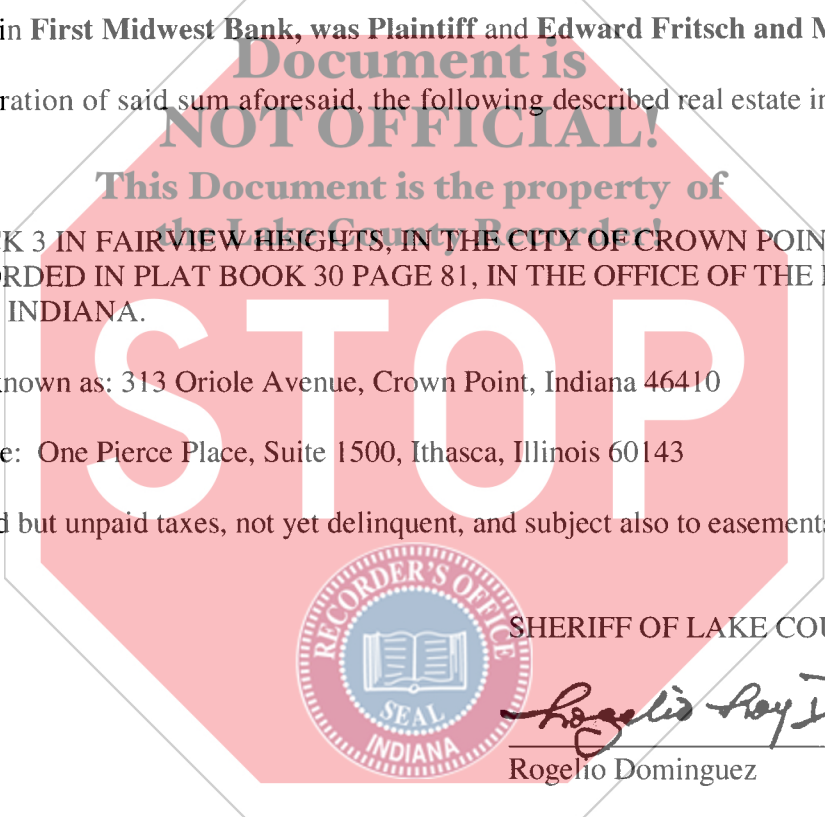 in First Midwest Bank, was Plaintiff and Edward Fritsch and M
Document is
ration of said sum aforesaid, the following described real estate in
NOT OFFICIAL!
This Document is the property of
the Lake County Recorder!
CK 3 IN FAIRVIEW HEIGHTS, IN THE CITY OF CROWN POIN
ORDED IN PLAT BOOK 30 PAGE 81, IN THE OFFICE OF THE
INDIANA.
STOP
known as: 313 Oriole Avenue, Crown Point, Indiana 46410
e: One Pierce Place, Suite 1500, Ithasca, Illinois 60143
d but unpaid taxes, not yet delinquent, and subject also to easements
RECORDER'S OFFICE
SEAL
INDIANA
SHERIFF OF LAKE COU
Rogelio Roy D
Rogelio Dominguez